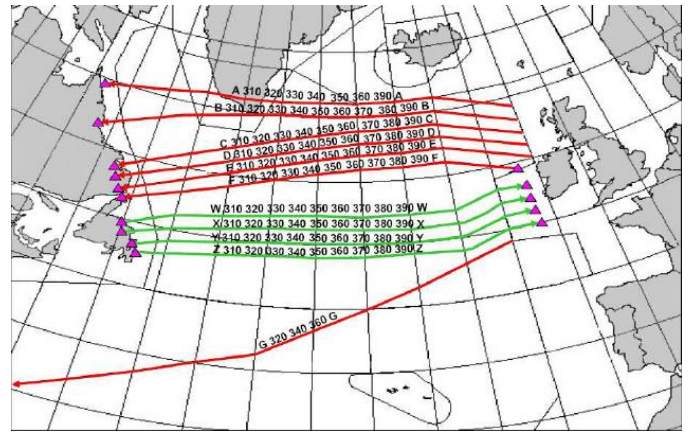 A 310 320 330 340 350 360 390 A
B 310 320 330 340 350 360 370 380 390 B
C 310 320 330 340 350 360 370 380 390 C
D 310 320 330 340 350 360 370 380 390 D
E 310 320 330 340 350 360 370 380 390 E
F 310 320 330 340 350 360 370 380 390 F
W 310 320 330 340 350 360 370 380 390 W
X 310 320 330 340 350 360 370 380 390 X
Y 310 320 330 340 350 360 370 380 390 Y
Z 310 320 330 340 350 360 370 380 390 Z
G 320 340 360 G